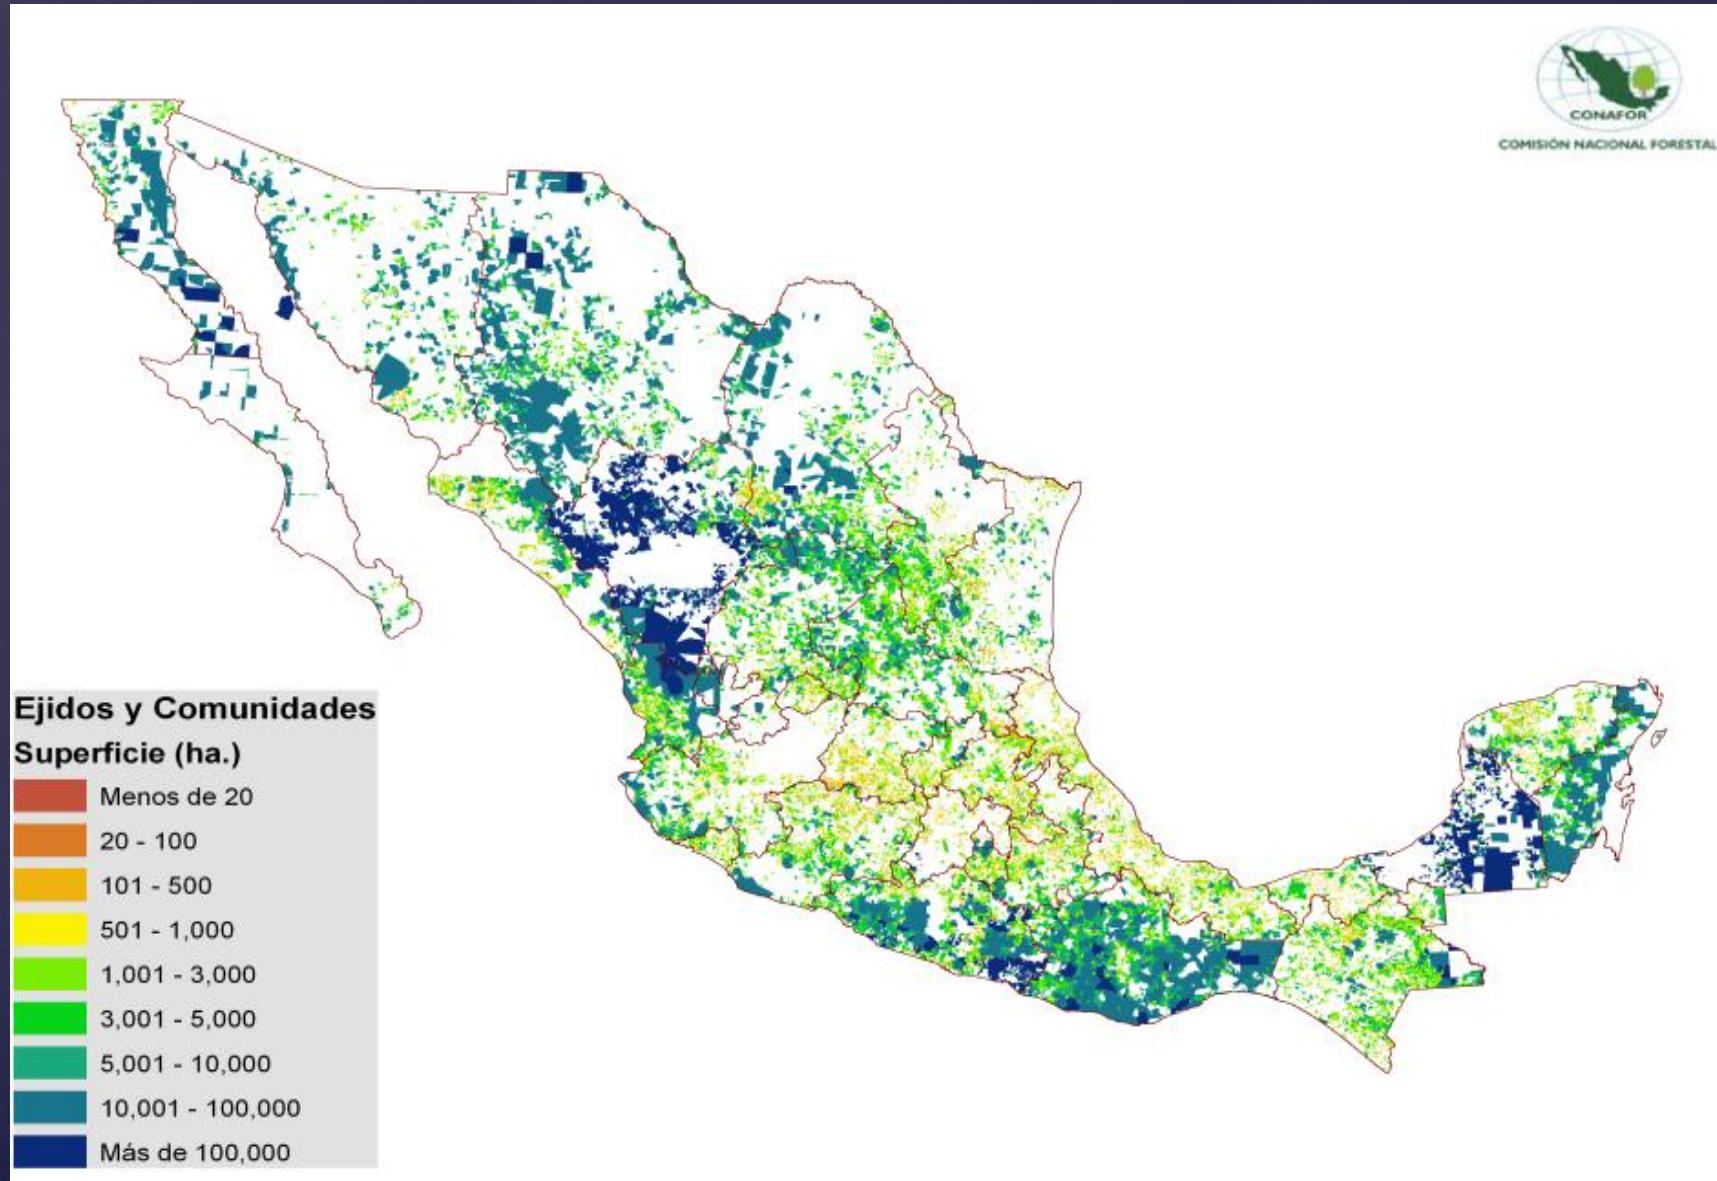 CONAFOR
COMISIÓN NACIONAL FORESTAL
Ejidos y Comunidades
Superficie (ha.)
Menos de 20
20 - 100
101 - 500
501 - 1,000
1,001 - 3,000
3,001 - 5,000
5,001 - 10,000
10,001 - 100,000
Más de 100,000